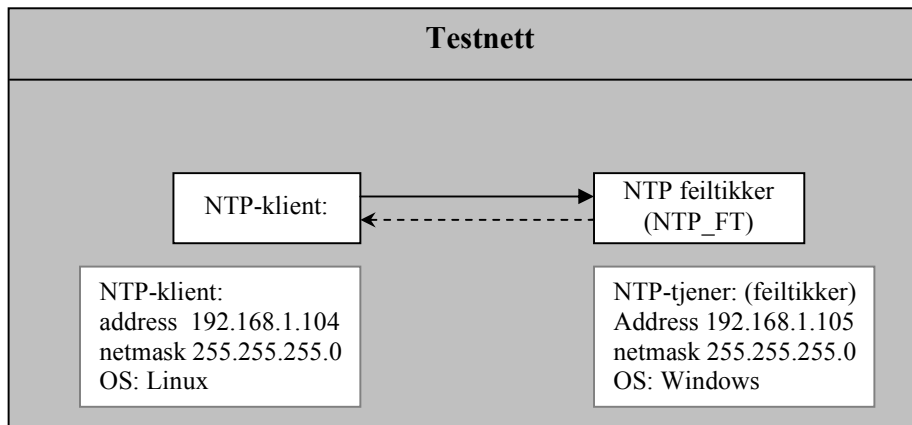 Testnett
NTP-klient:
NTP feiltikker
(NTP_FT)
NTP-klient:
address 192.168.1.104
netmask 255.255.255.0
OS: Linux
NTP-tjener: (feiltikker)
Address 192.168.1.105
netmask 255.255.255.0
OS: Windows